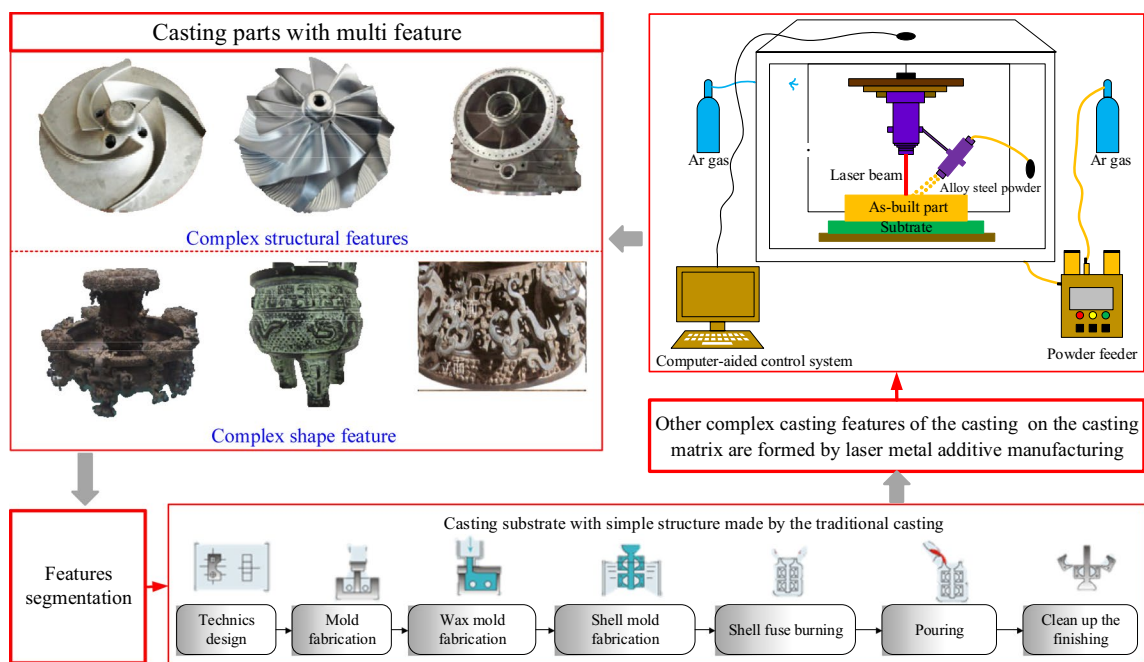 Casting parts with multi feature
Complex structural features
Complex shape feature
Features
segmentation
Casting substrate with simple structure made by the traditional casting
Technics
design
Mold
fabrication
Wax mold
fabrication
Shell mold
fabrication
Shell fuse burning
Pouring
Clean up the
finishing
Other complex casting features of the casting on the casting
matrix are formed by laser metal additive manufacturing
Ar gas
Laser beam
Alloy steel powder
As-built part
Subtrate
Ar gas
Computer-aided control system
Powder feeder